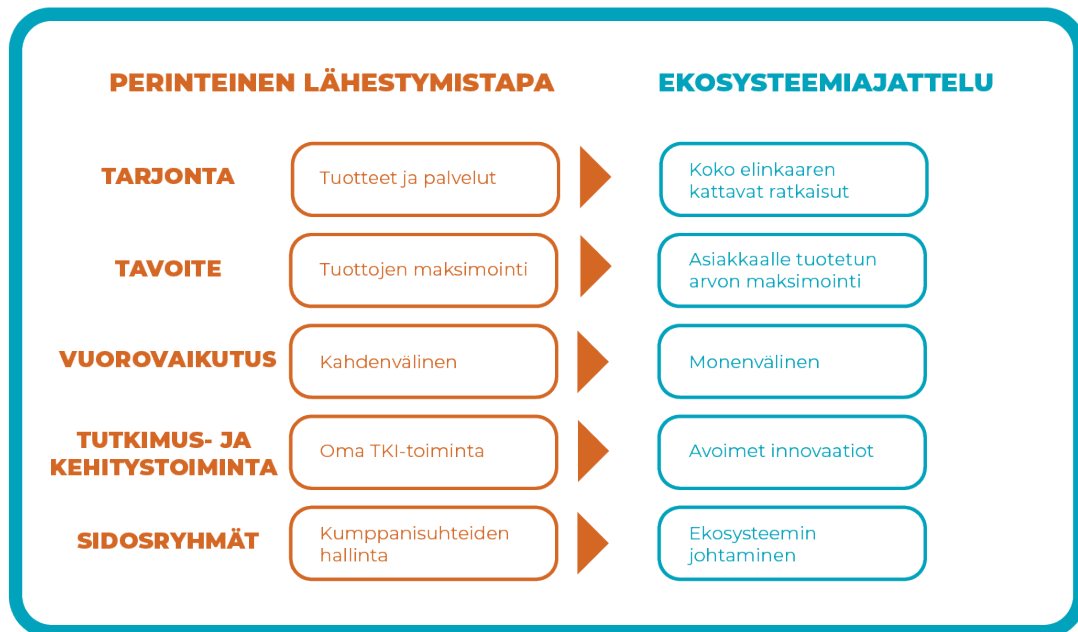 PERINTEINEN LÄHESTYMISTAPA
EKOSYSTEEMIAJATTELU
TARJONTA
Tuotteet ja palvelut
Koko elinkaaren
kattavat ratkaisut
TAVOITE
Tuottojen maksimointi
Asiakkaalle tuotetun
arvon maksimointi
VUOROVAIKUTUS
Kahdenvälinen
Monenvälinen
TUTKIMUS- JA
KEHITYSTOIMINTA
Oma TKI-toiminta
Avoimet innovaatiot
SIDOSRYHMÄT
Kumppanisuhteiden
hallinta
Ekosysteemin
johtaminen